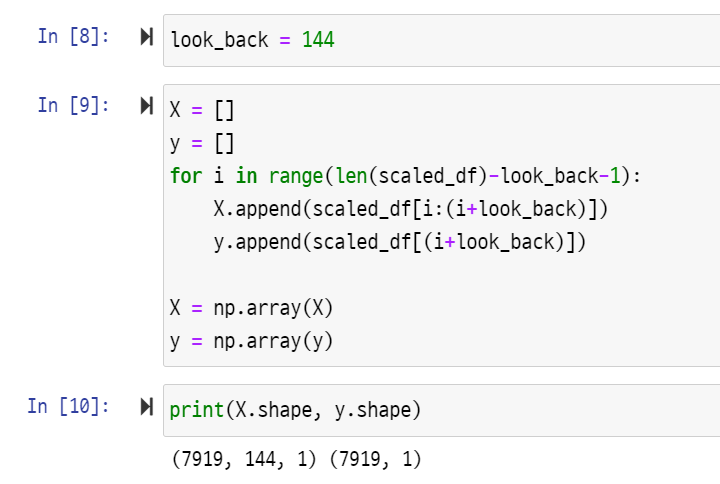 In [8]: look_back = 144
In [9]: X = []
y = []
for i in range(len(scaled_df)-look_back-1):
    X.append(scaled_df[i:(i+look_back)])
    y.append(scaled_df[(i+look_back)])

X = np.array(X)
y = np.array(y)
In [10]: print(X.shape, y.shape)
(7919, 144, 1) (7919, 1)